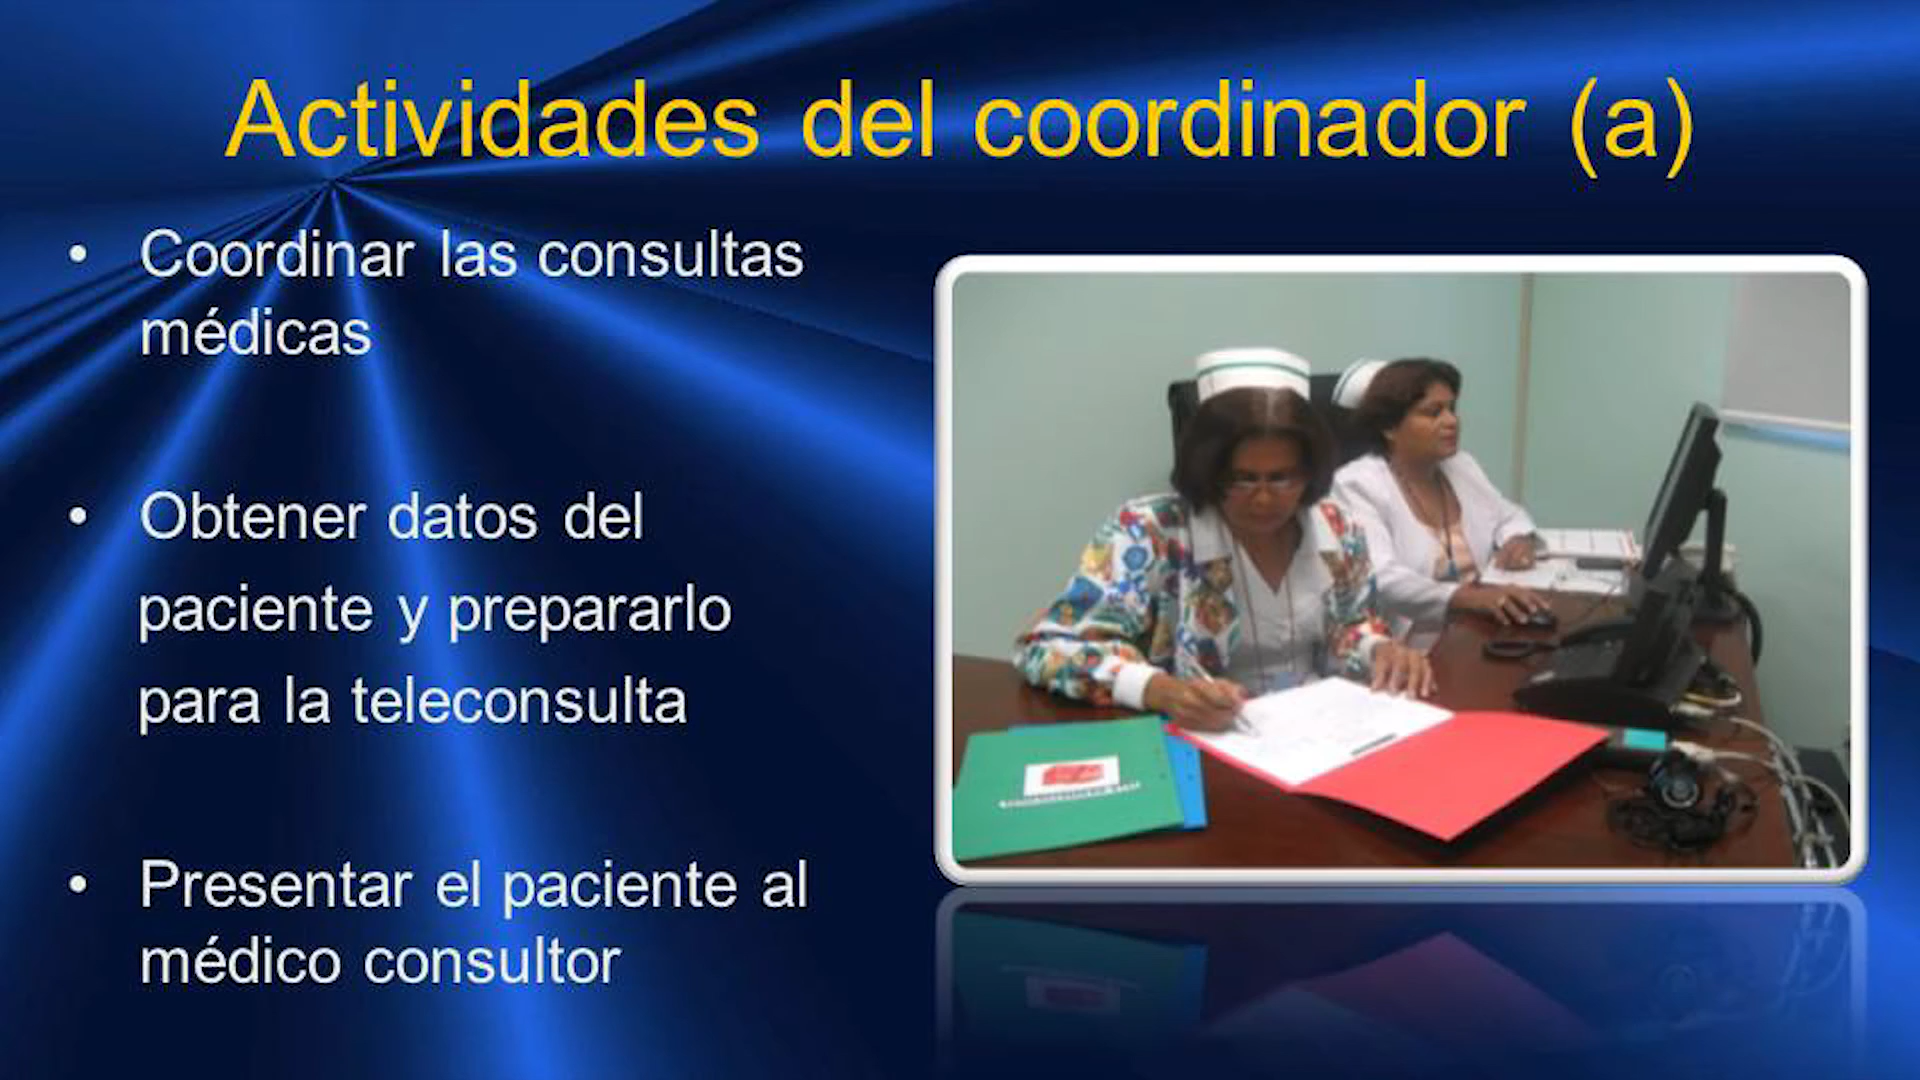 Actividades del coordinador (a)
• Coordinar las consultas
médicas
• Obtener datos del
paciente y prepararlo
para la teleconsulta
• Presentar el paciente al
médico consultor